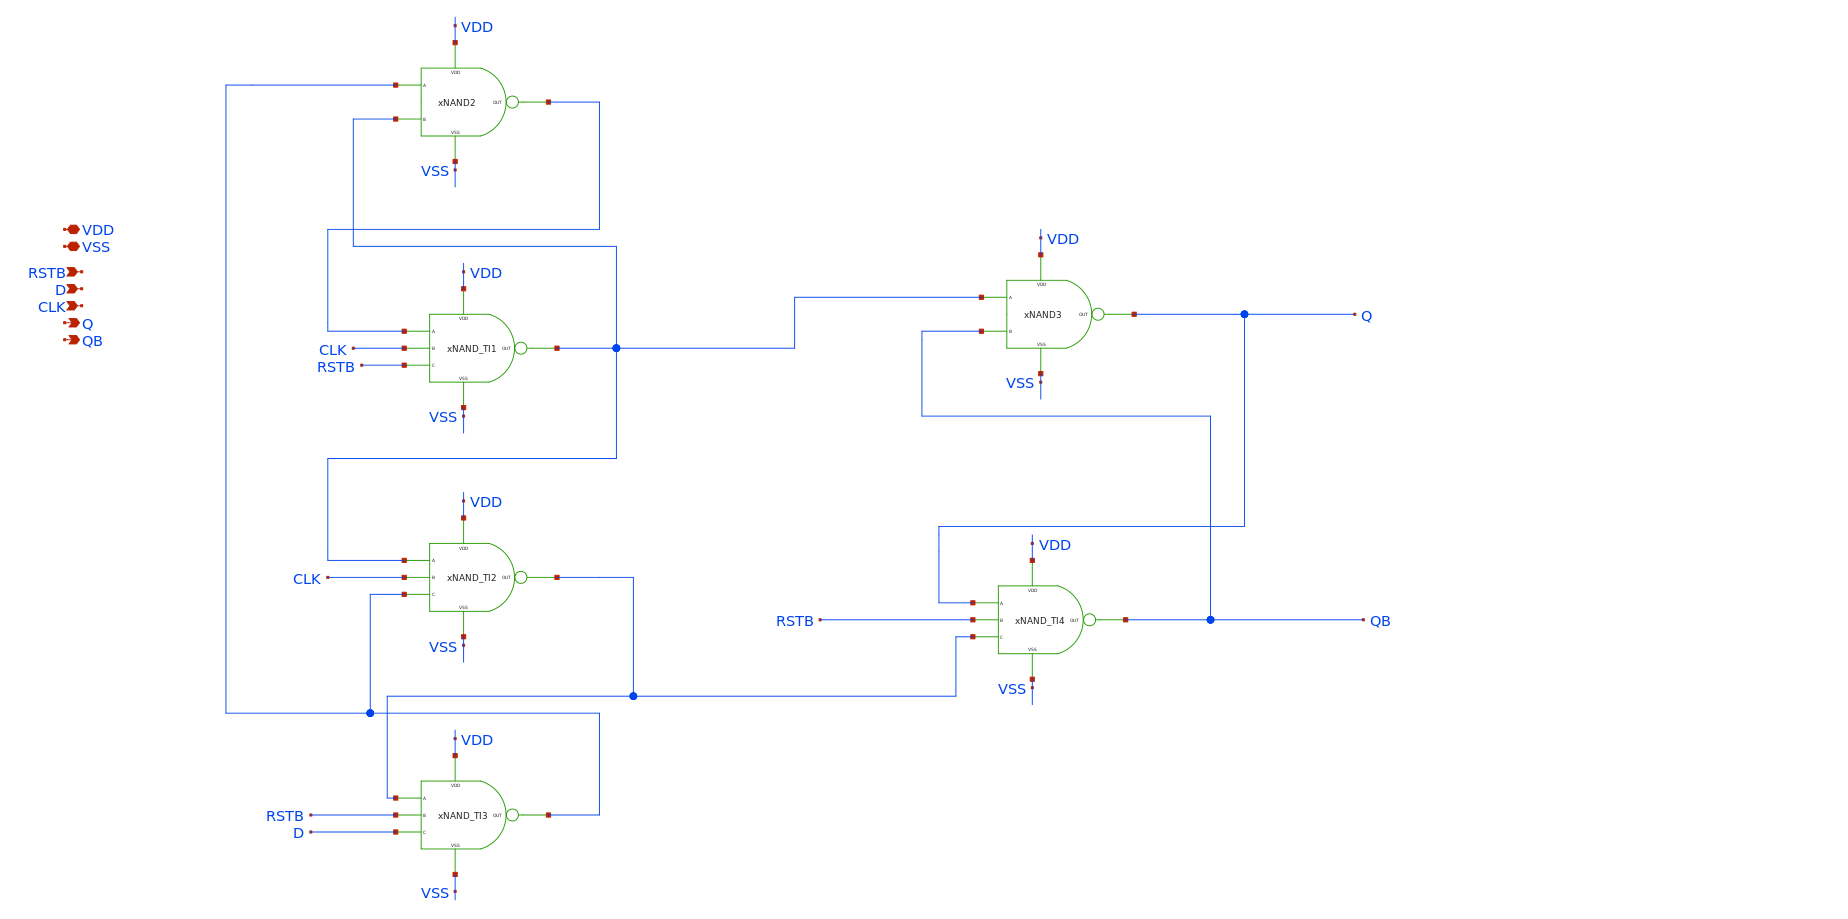 VDD
VDD
A
xNAND2
OUT
B
VSS
VSS
VDD
VSS
RSTB
D
CLK
Q
QB
VDD
VDD
A
CLK
B
xNAND_TI1
OUT
RSTB
C
VSS
VSS
VDD
VDD
A
xNAND3
OUT
Q
B
VSS
VSS
VDD
VDD
A
CLK
B
xNAND_TI2
OUT
C
VSS
VSS
VDD
VDD
A
RSTB
B
xNAND_TI4
OUT
QB
C
VSS
VSS
VDD
VDD
A
RSTB
B
xNAND_TI3
OUT
D
C
VSS
VSS